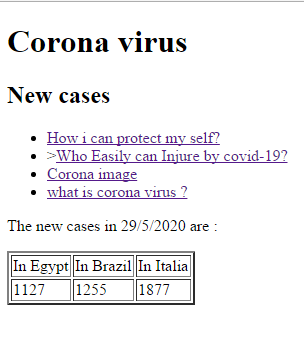 Corona virus
New cases
How i can protect my self?
>Who Easily can Injure by covid-19?
Corona image
what is corona virus ?
The new cases in 29/5/2020 are :
In Egypt In Brazil In Italia
1127 1255 1877